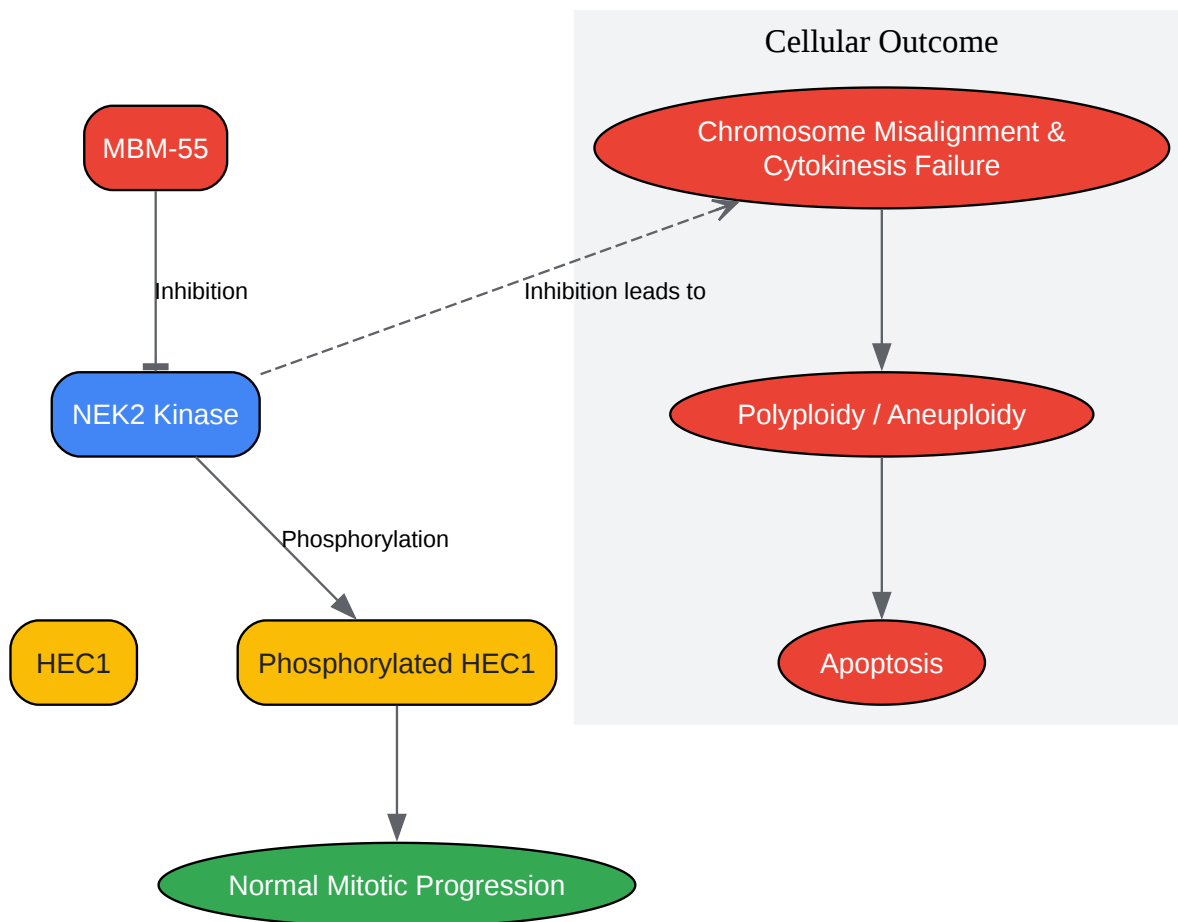 Cellular Outcome
MBM-55
Chromosome Misalignment &
Cytokinesis Failure
Inhibition
Inhibition leads to
NEK2 Kinase
Polyploidy / Aneuploidy
Phosphorylation
HEC1
Phosphorylated HEC1
Apoptosis
Normal Mitotic Progression